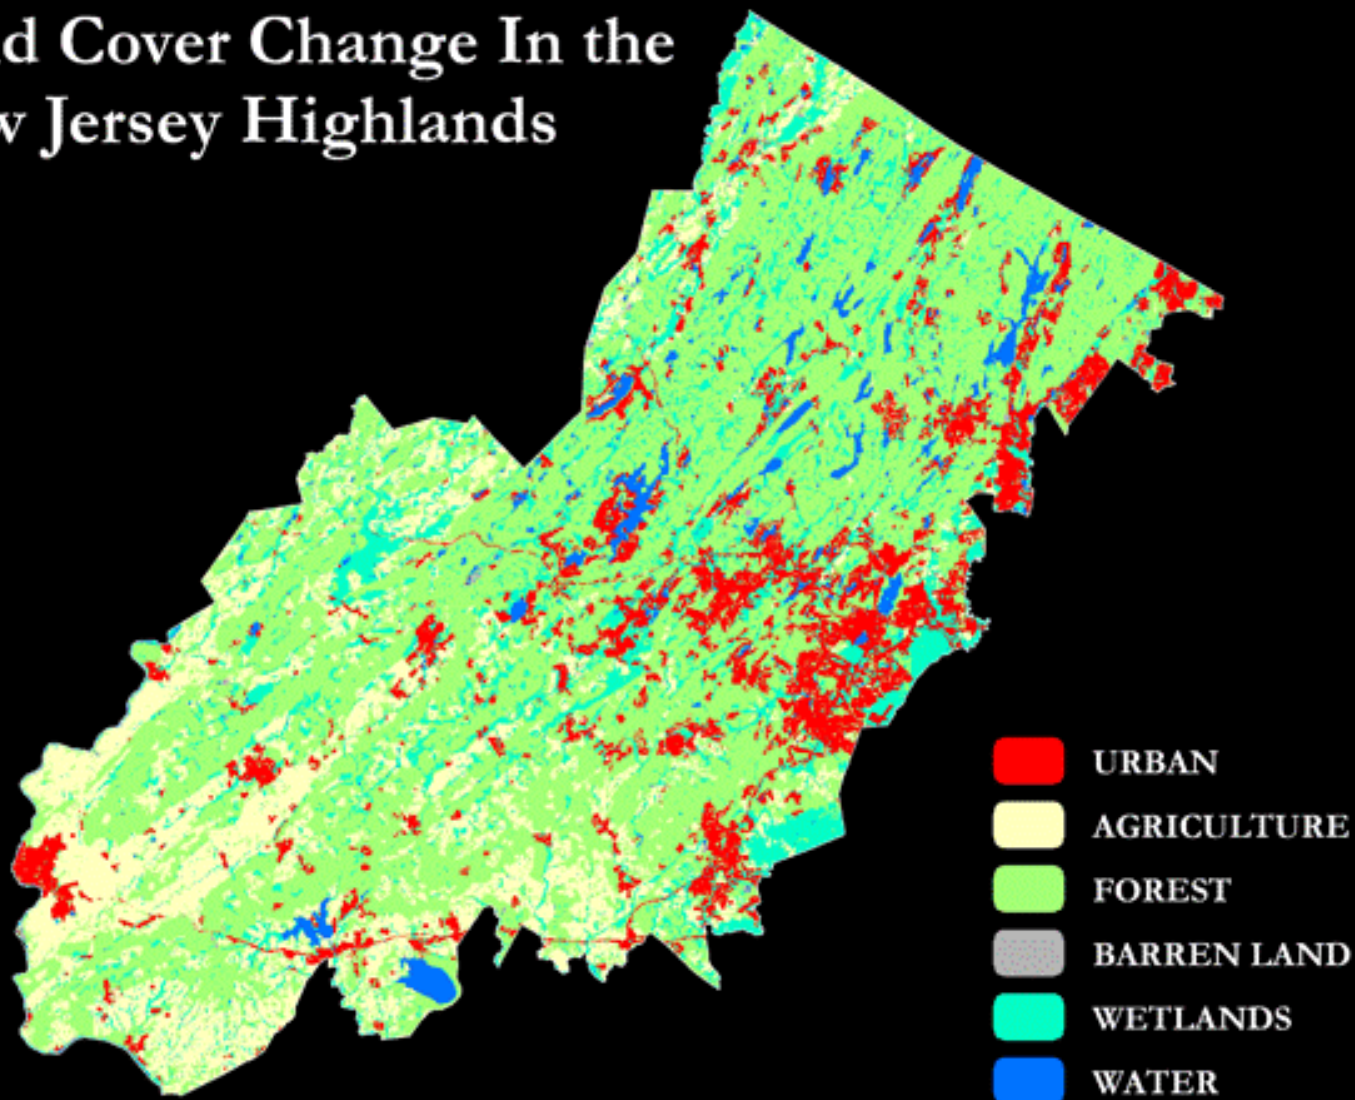 d Cover Change In the
w Jersey Highlands
URBAN
AGRICULTURE
FOREST
BARREN LAND
WETLANDS
WATER